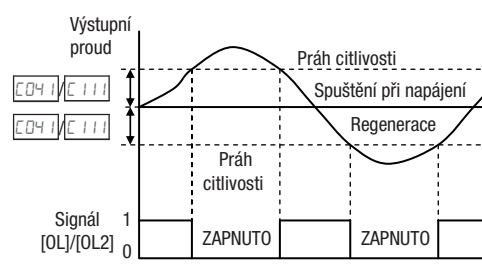 Výstupní
proud
Práh citlivosti
C041/C111
Spuštění při napájení
C041/C111
Regenerace
Práh
citlivosti
Signál
[OL]/[OL2]
1
0
ZAPNUTO
ZAPNUTO